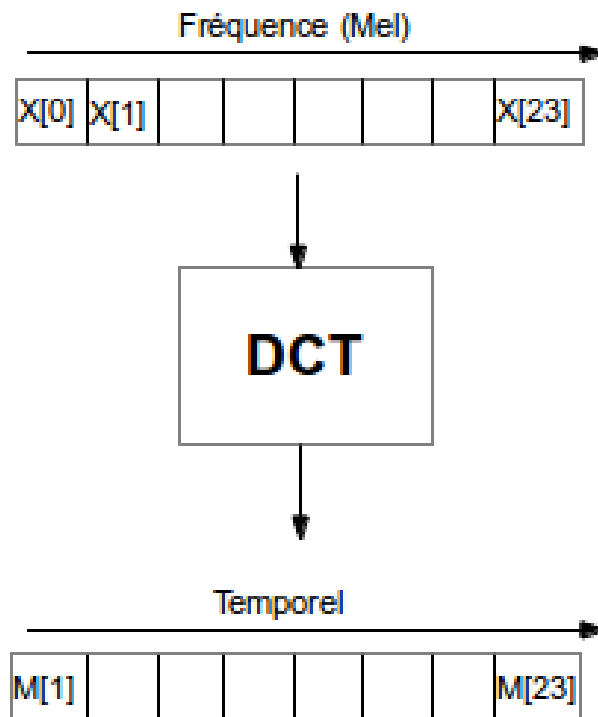 Fréquence (Mel)
X[0] X[1] X[23]
DCT
Temporel
M[1] M[23]